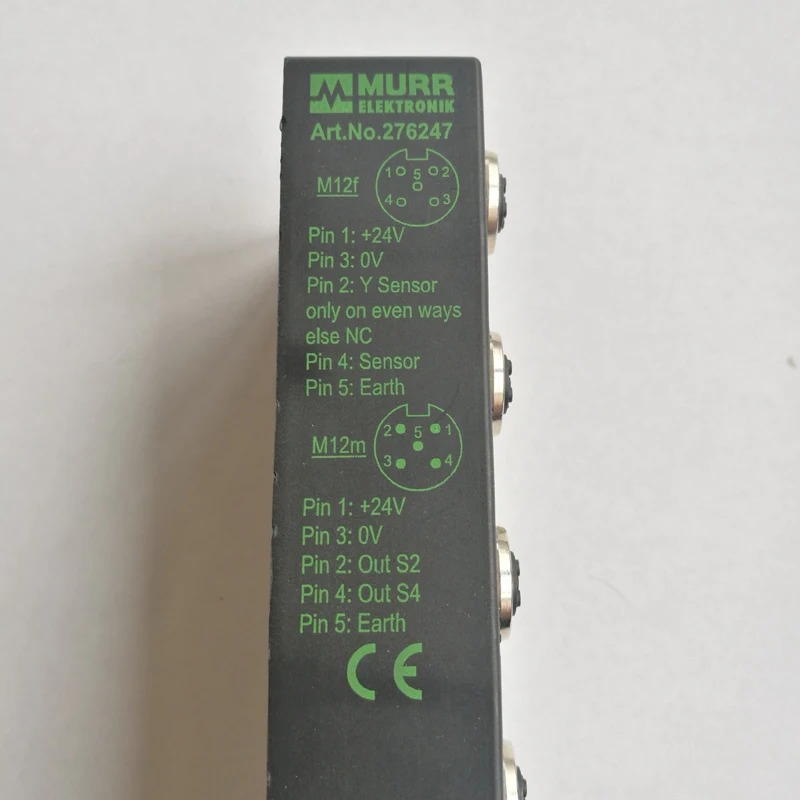 MURR
ELEKTRONIK
Art.No.276247
M12f
1 5 2
4 3
Pin 1: +24V
Pin 3: 0V
Pin 2: Y Sensor
only on even ways
else NC
Pin 4: Sensor
Pin 5: Earth
M12m
2 5 1
3 4
Pin 1: +24V
Pin 3: 0V
Pin 2: Out S2
Pin 4: Out S4
Pin 5: Earth
CE